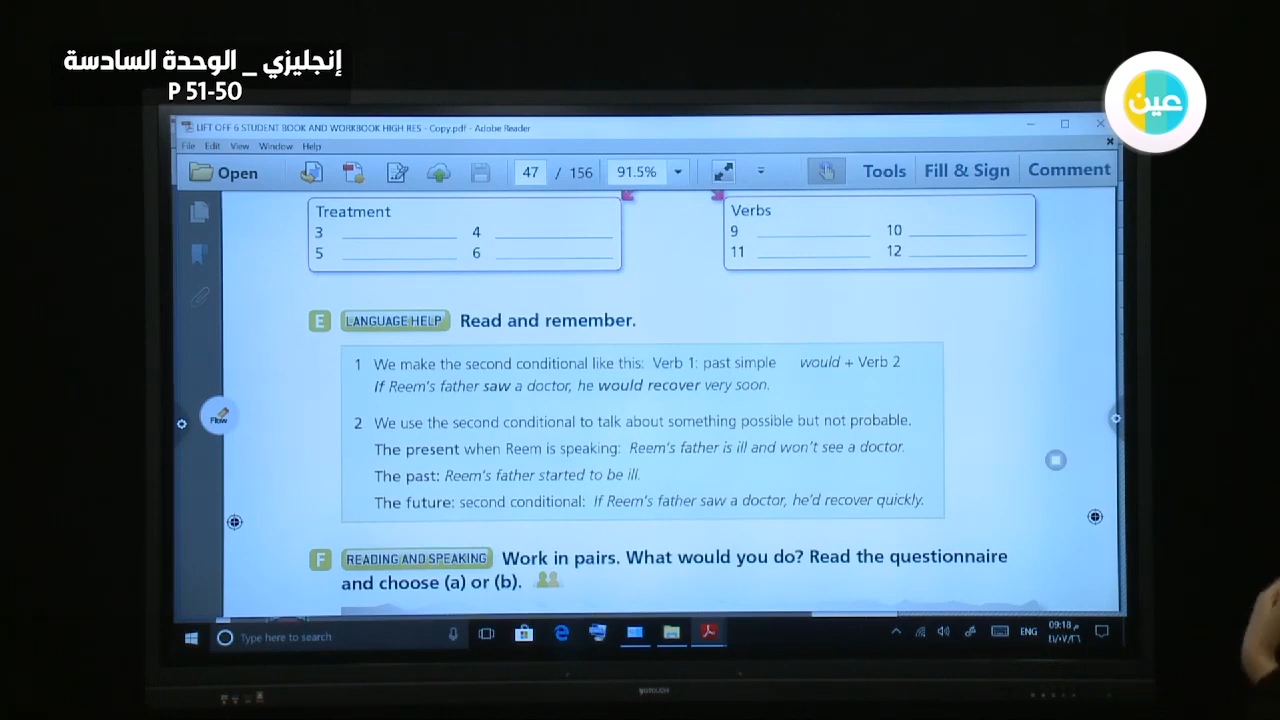 إنجليزي _ الوحدة السادسة
P 51-50
عين
LIFT OFF 6 STUDENT BOOK AND WORKBOOK HIGH RES - Copy.pdf - Adobe Reader
File Edit View Window Help
Open 47 / 156 91.5% Tools Fill & Sign Comment
Treatment
3 4
5 6
Verbs
9 10
11 12
E LANGUAGE HELP Read and remember.
1 We make the second conditional like this: Verb 1: past simple would + Verb 2
If Reem's father saw a doctor, he would recover very soon.
2 We use the second conditional to talk about something possible but not probable.
The present when Reem is speaking: Reem's father is ill and won't see a doctor.
The past: Reem's father started to be ill.
The future: second conditional: If Reem's father saw a doctor, he'd recover quickly.
Flow
F READING AND SPEAKING Work in pairs. What would you do? Read the questionnaire
and choose (a) or (b).
Type here to search
ENG
09:18 م